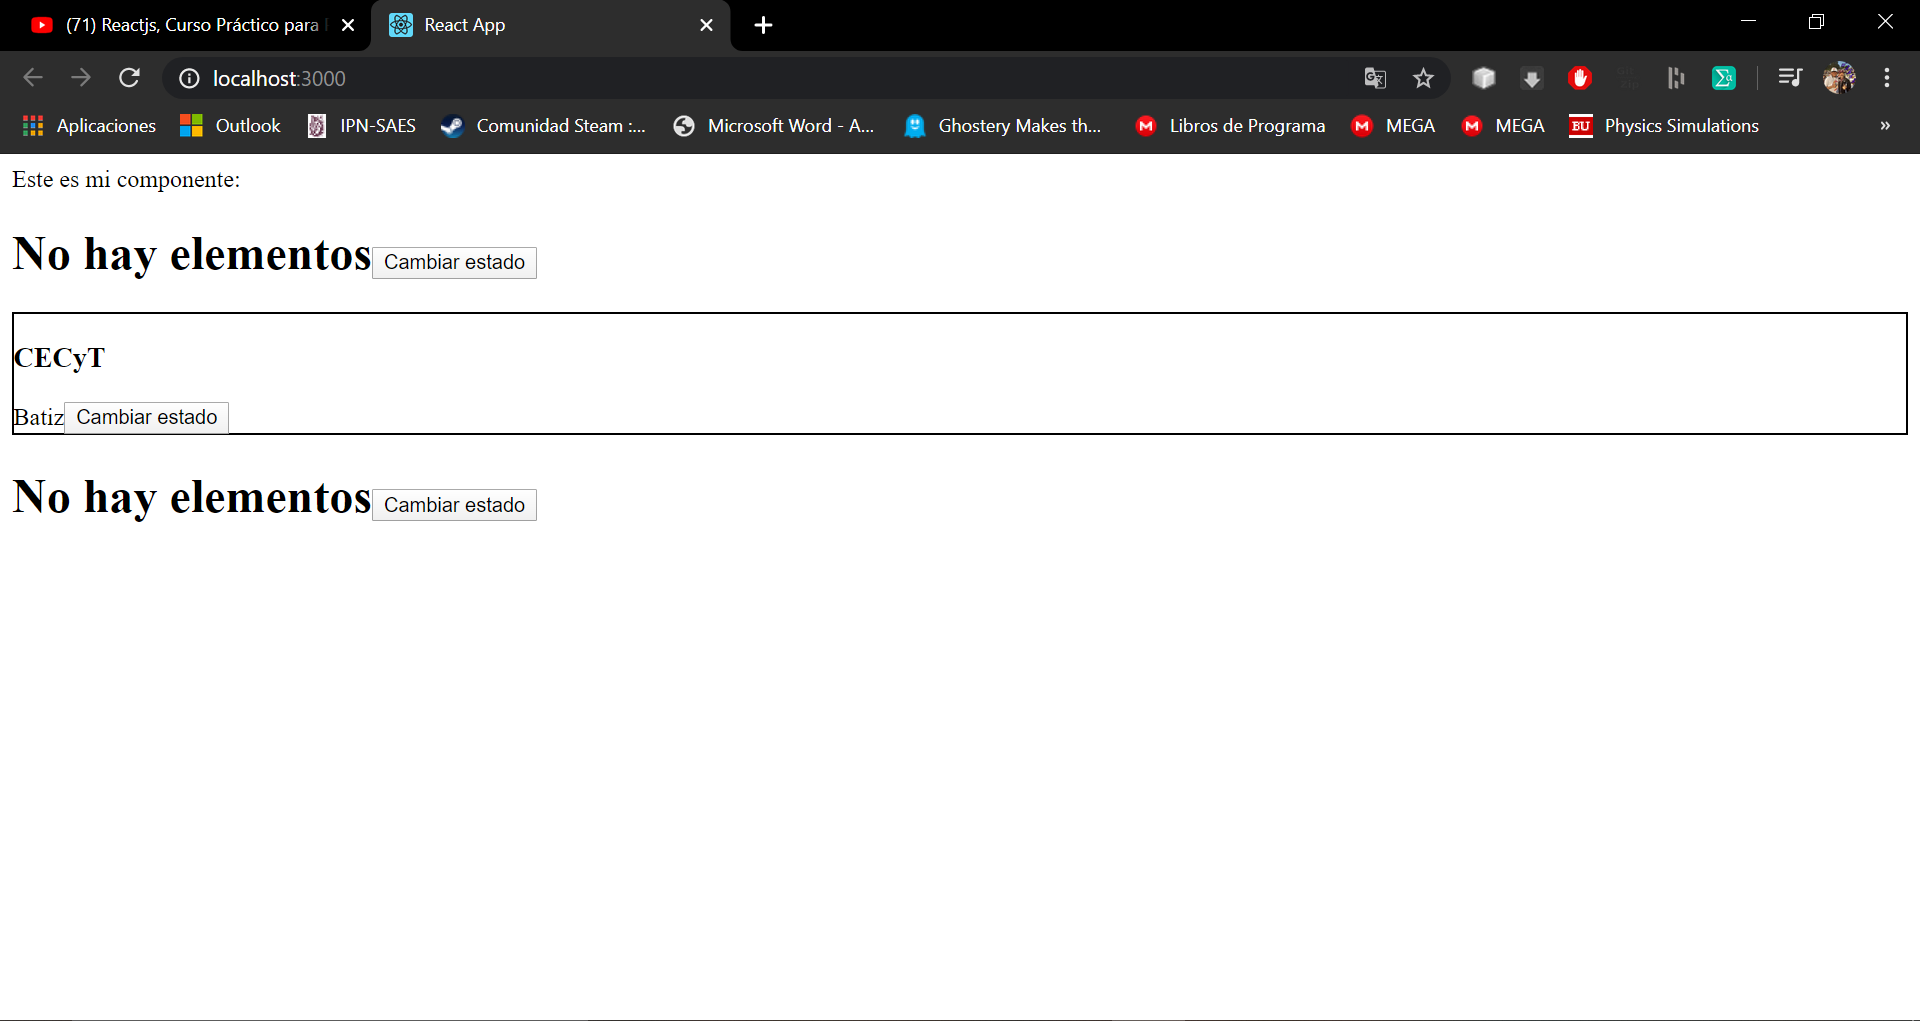 (71) Reactjs, Curso Práctico para
React App
localhost:3000
Aplicaciones
Outlook
IPN-SAES
Comunidad Steam :...
Microsoft Word - A...
Ghostery Makes th...
Libros de Programa
MEGA
MEGA
BU
Physics Simulations
»
Este es mi componente:
No hay elementos Cambiar estado
CECyT
Batiz Cambiar estado
No hay elementos Cambiar estado